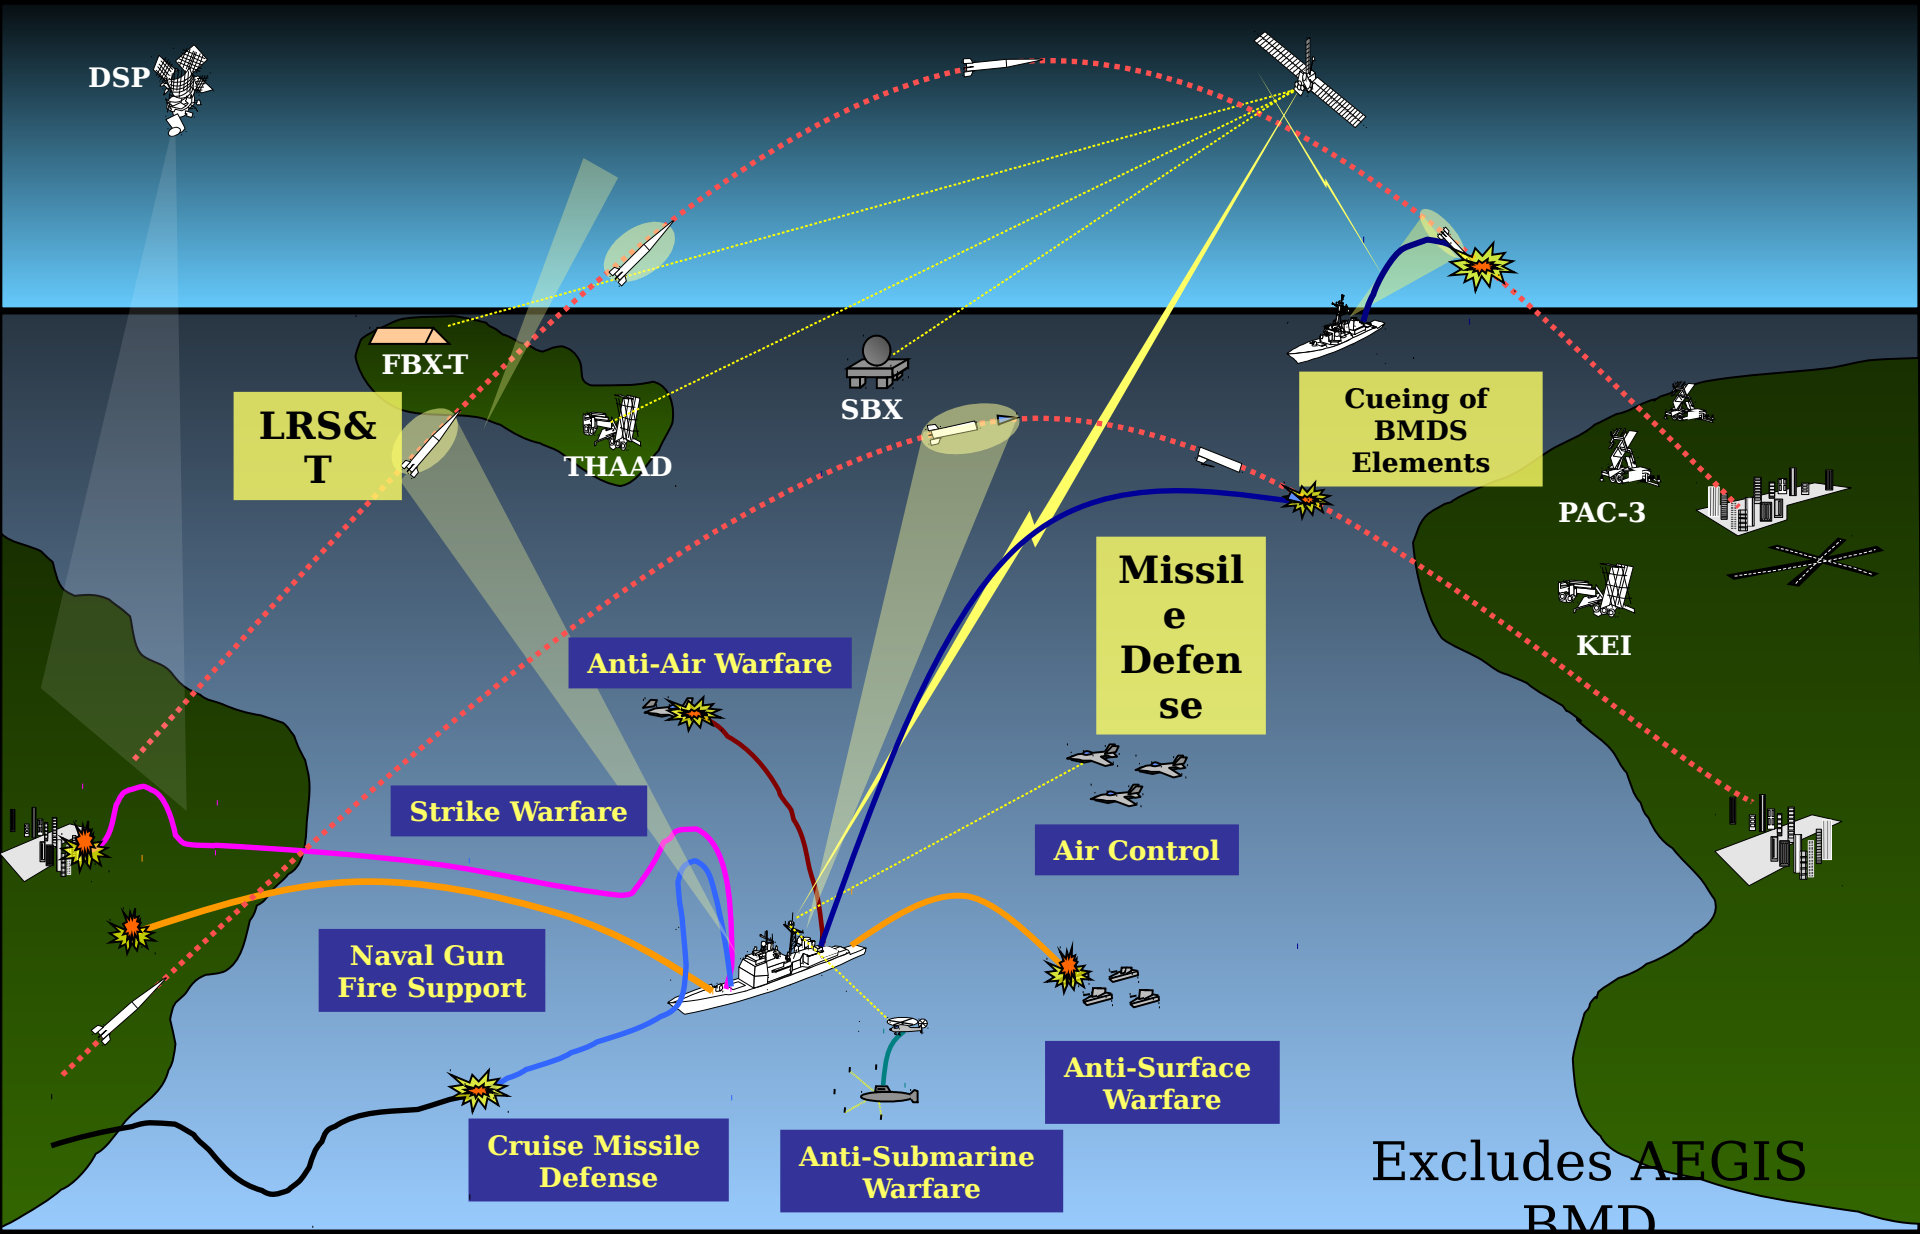 DSP
FBX-T
LRS&
T
THAAD
SBX
Cueing of
BMDS
Elements
PAC-3
KEI
Missil
e
Defen
se
Anti-Air Warfare
Strike Warfare
Air Control
Naval Gun
Fire Support
Anti-Surface
Warfare
Cruise Missile
Defense
Anti-Submarine
Warfare
Excludes AEGIS
BMD